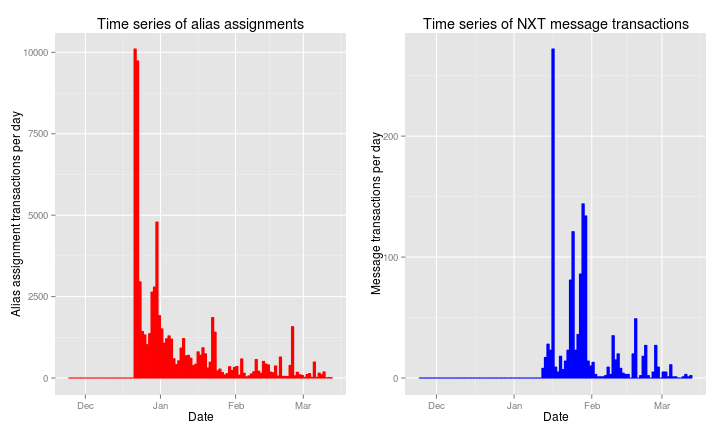 Time series of alias assignments
Alias assignment transactions per day
10000
7500
5000
2500
0
Dec Jan Feb Mar
Date
Time series of NXT message transactions
Message transactions per day
200
100
0
Dec Jan Feb Mar
Date